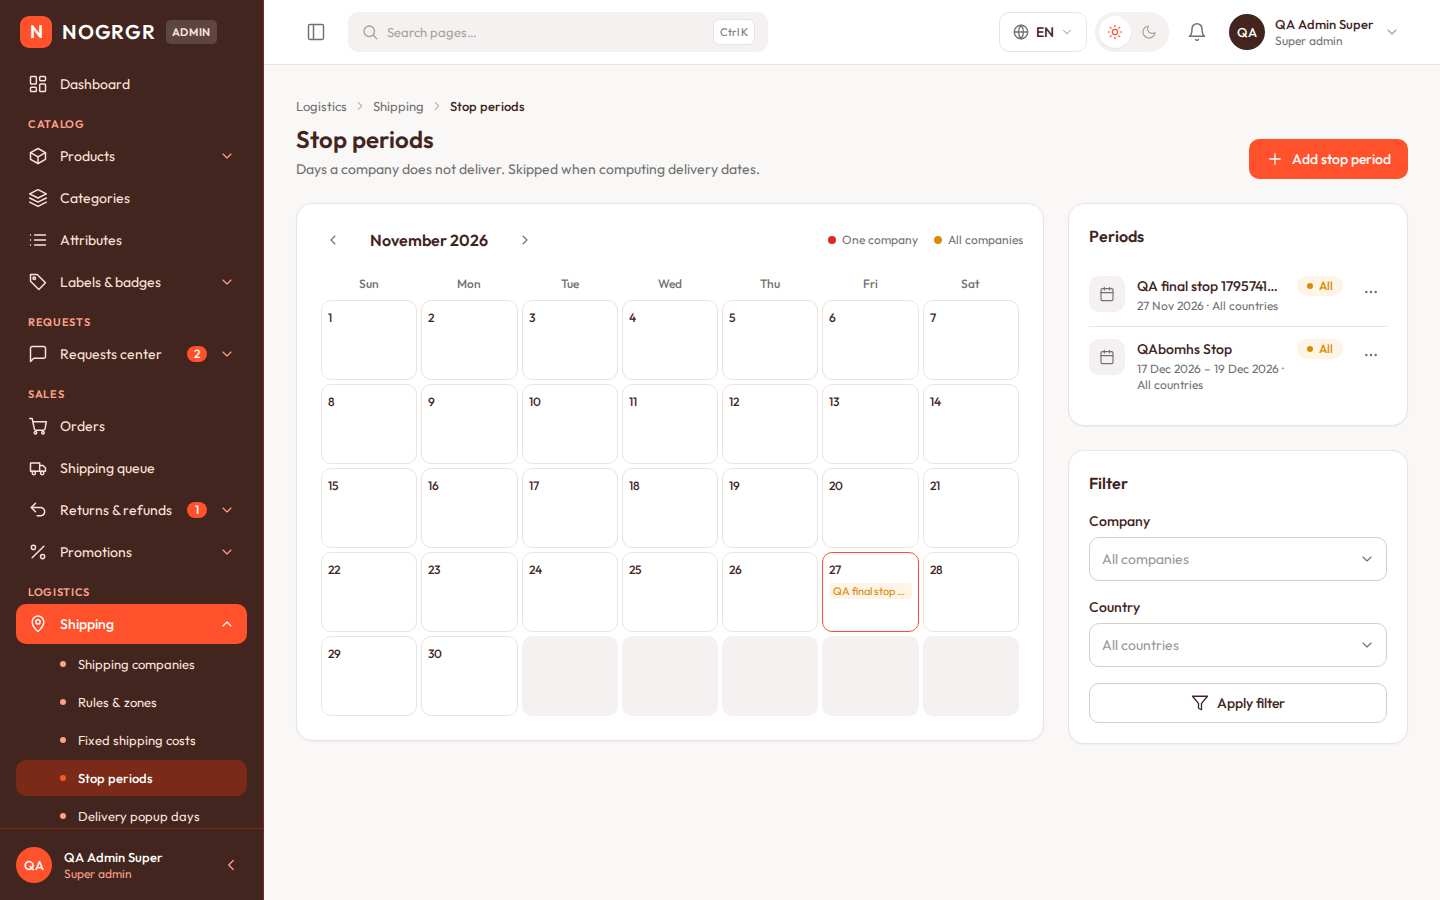 N NOGRGR ADMIN
Search pages... Ctrl K
EN
QA QA Admin Super
Super admin
Dashboard
CATALOG
Products
Categories
Attributes
Labels & badges
REQUESTS
Requests center 2
SALES
Orders
Shipping queue
Returns & refunds 1
Promotions
LOGISTICS
Shipping
Shipping companies
Rules & zones
Fixed shipping costs
Stop periods
Delivery popup days
QA QA Admin Super
Super admin
Logistics > Shipping > Stop periods
Stop periods
Days a company does not deliver. Skipped when computing delivery dates.
+ Add stop period
November 2026
One company All companies
Sun Mon Tue Wed Thu Fri Sat
1 2 3 4 5 6 7
8 9 10 11 12 13 14
15 16 17 18 19 20 21
22 23 24 25 26 27 28
QA final stop ...
29 30
Periods
QA final stop 1795741... All
27 Nov 2026 · All countries
QAbomhs Stop All
17 Dec 2026 – 19 Dec 2026 ·
All countries
Filter
Company
All companies
Country
All countries
Apply filter